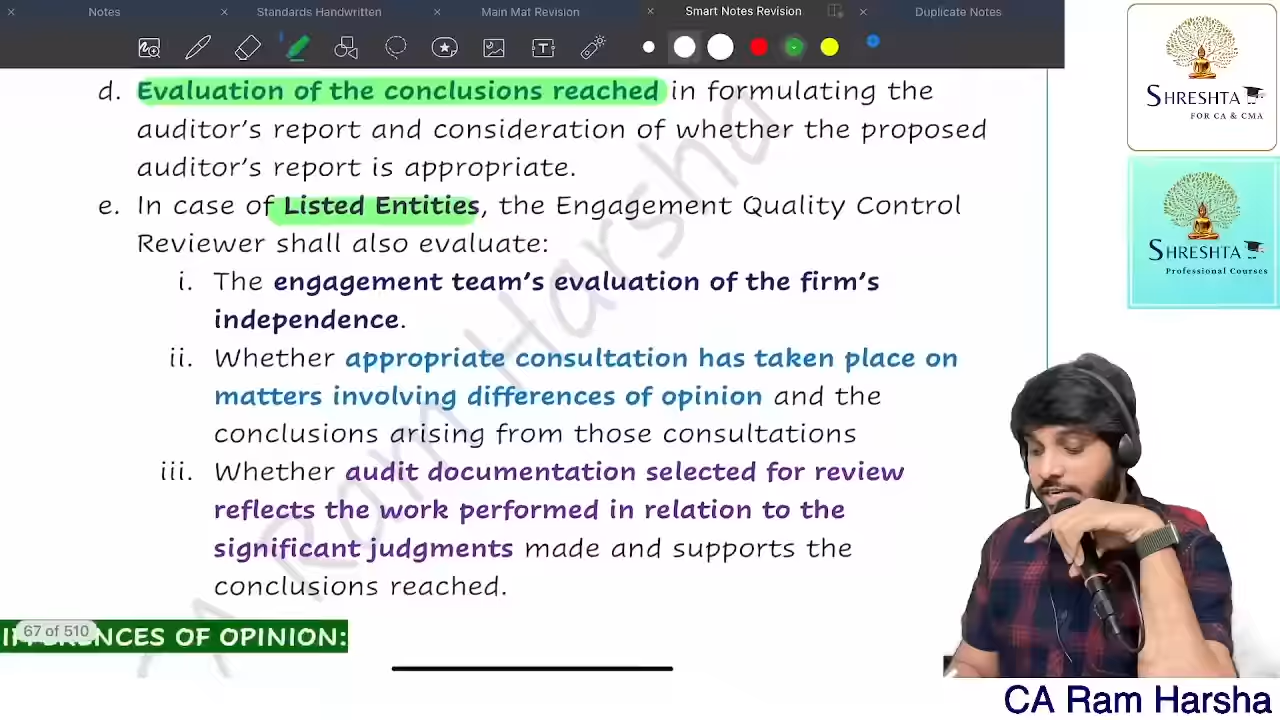 Notes
Standards Handwritten
Main Mat Revision
Smart Notes Revision
Duplicate Notes
d. Evaluation of the conclusions reached in formulating the
auditor's report and consideration of whether the proposed
auditor's report is appropriate.
e. In case of Listed Entities, the Engagement Quality Control
Reviewer shall also evaluate:
i. The engagement team's evaluation of the firm's
independence.
ii. Whether appropriate consultation has taken place on
matters involving differences of opinion and the
conclusions arising from those consultations
iii. Whether audit documentation selected for review
reflects the work performed in relation to the
significant judgments made and supports the
conclusions reached.
67 of 510
NCES OF OPINION:
A Ram Harsha
SHRESHTA
FOR CA & CMA
SHRESHTA
Professional Courses
CA Ram Harsha